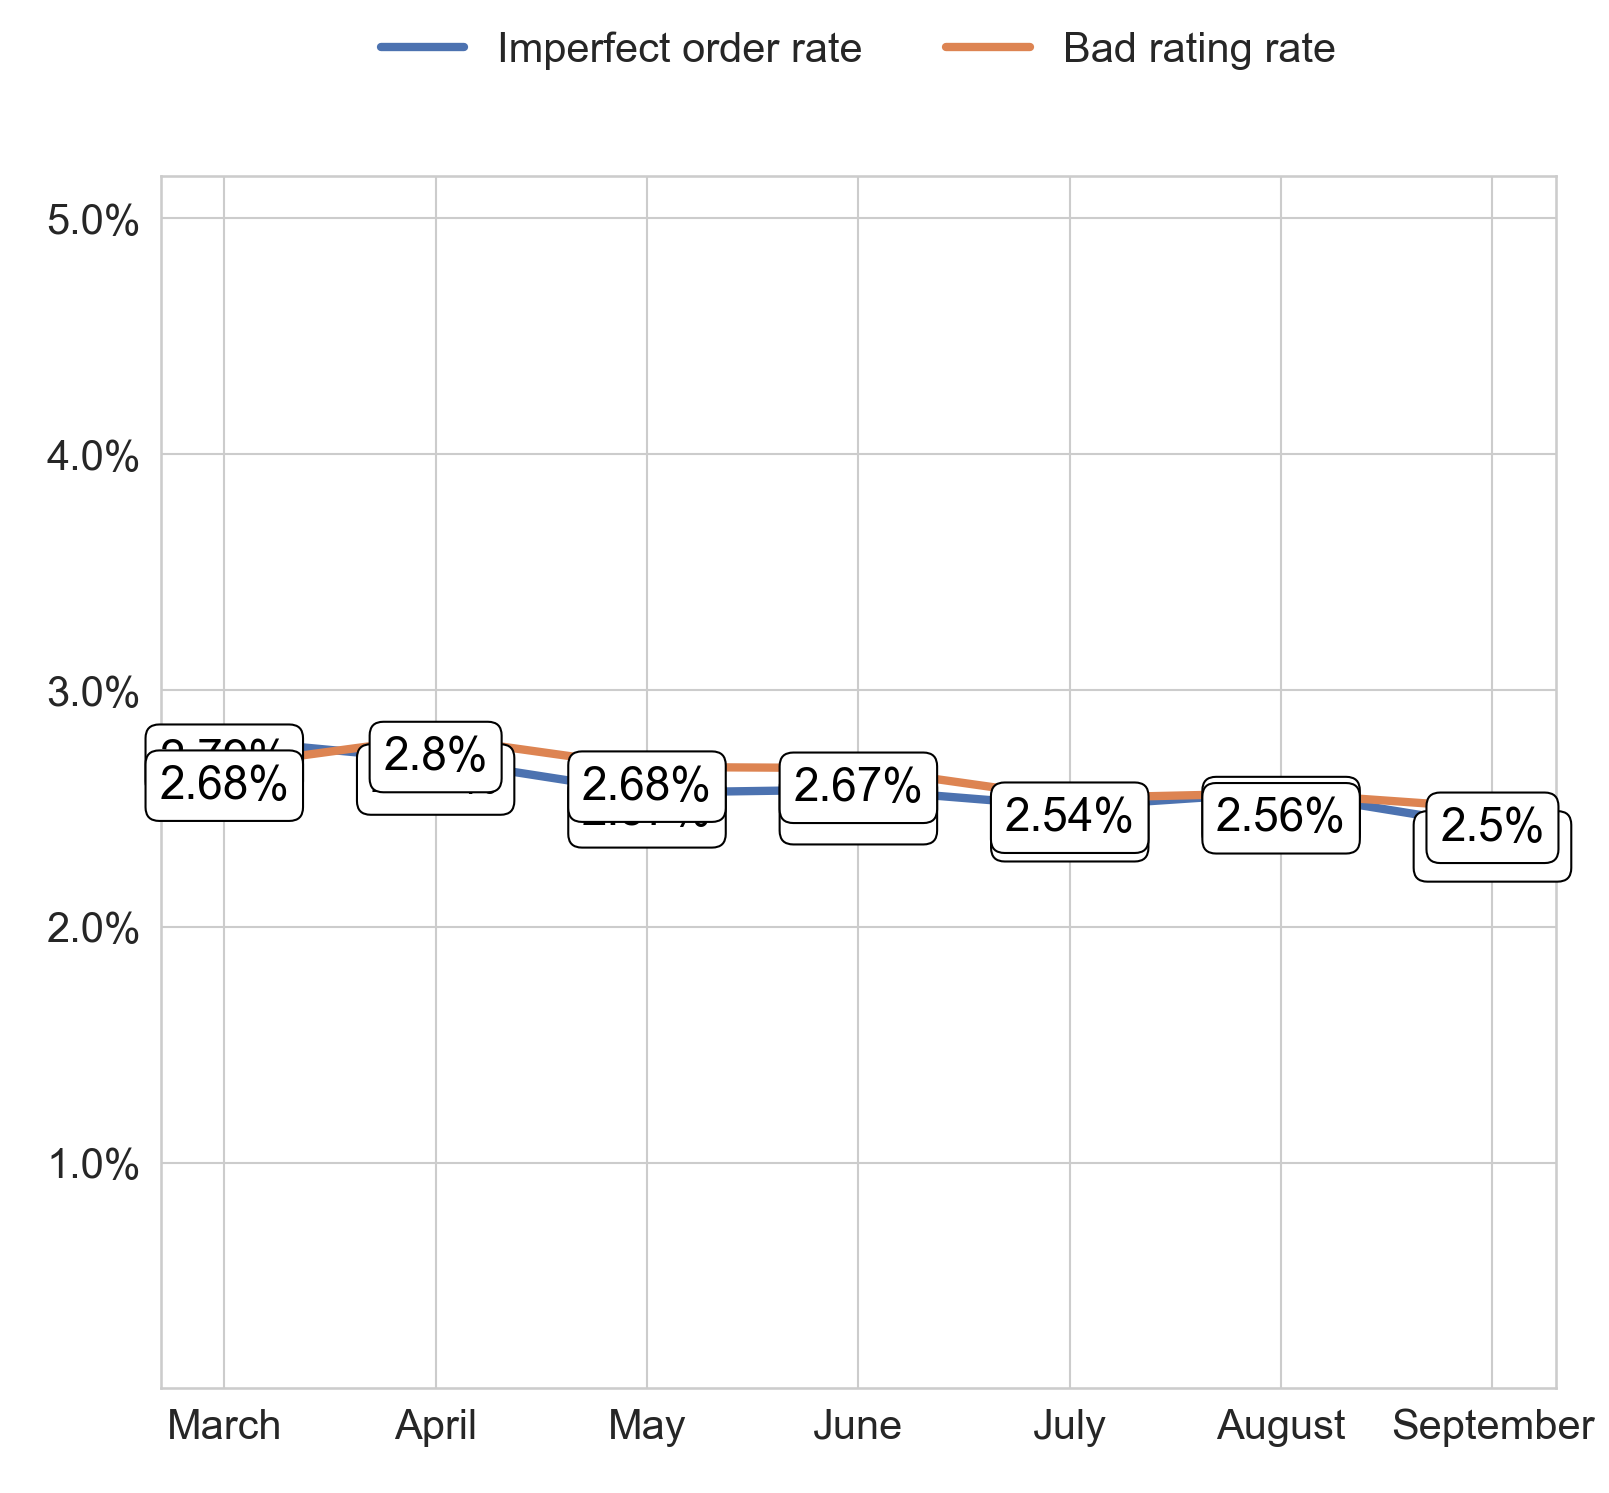 Imperfect order rate
Bad rating rate
5.0%
4.0%
3.0%
2.0%
1.0%
2.68%
2.8%
2.68%
2.67%
2.54%
2.56%
2.5%
March
April
May
June
July
August
September